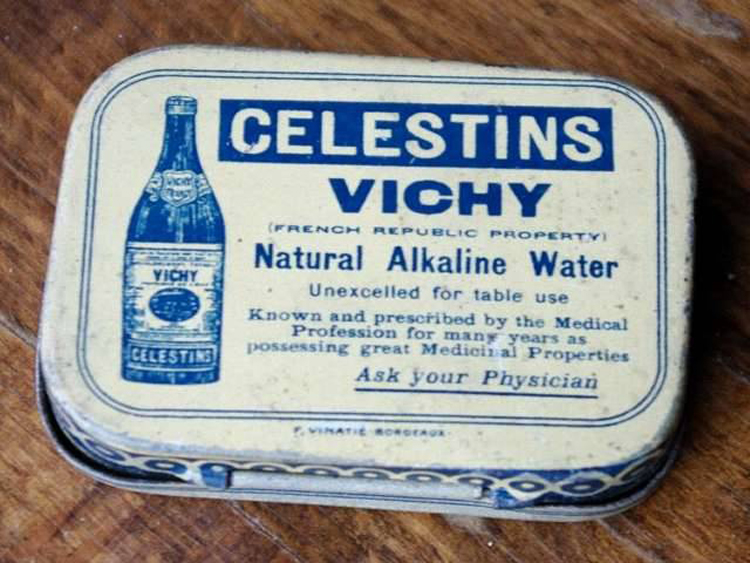 CELESTINS
VICHY
(FRENCH REPUBLIC PROPERTY)
Natural Alkaline Water
Unexcelled for table use
Known and prescribed by the Medical
Profession for many years as
possessing great Medicinal Properties
Ask your Physician
VICHY
VICHY
CELESTINS
F. VINATIÉ BORDEAUX